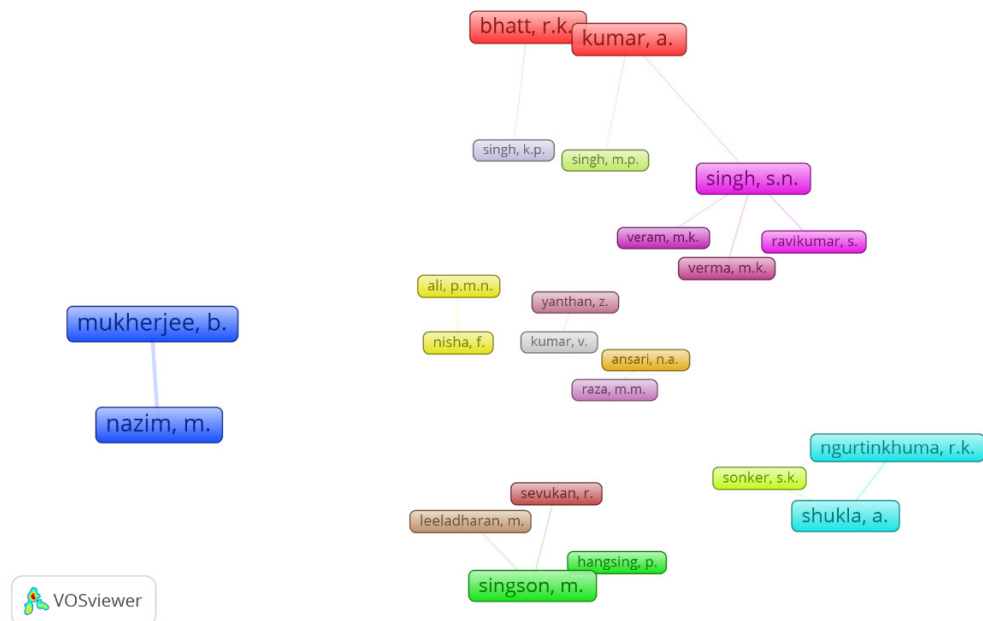 bhatt, r.k.
kumar, a.
singh, k.p.
singh, m.p.
singh, s.n.
veram, m.k.
ravikumar, s.
verma, m.k.
ali, p.m.n.
yanthan, z.
mukherjee, b.
nisha, f.
kumar, v.
ansari, n.a.
raza, m.m.
nazim, m.
ngurtinkhuma, r.k.
sonker, s.k.
sevukan, r.
leeladharan, m.
shukla, a.
hangsing, p.
singson, m.
VOSviewer